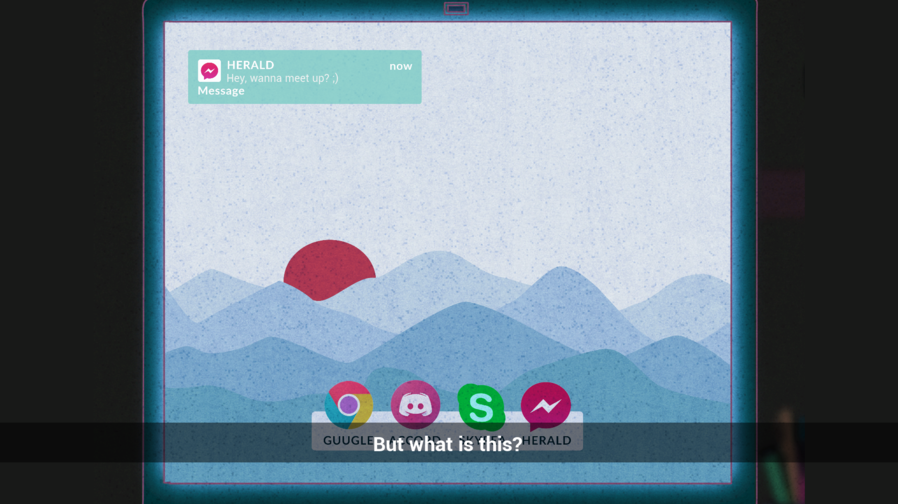 HERALD
now
Hey, wanna meet up? ;)
Message
GUUGLE HERALD
But what is this?